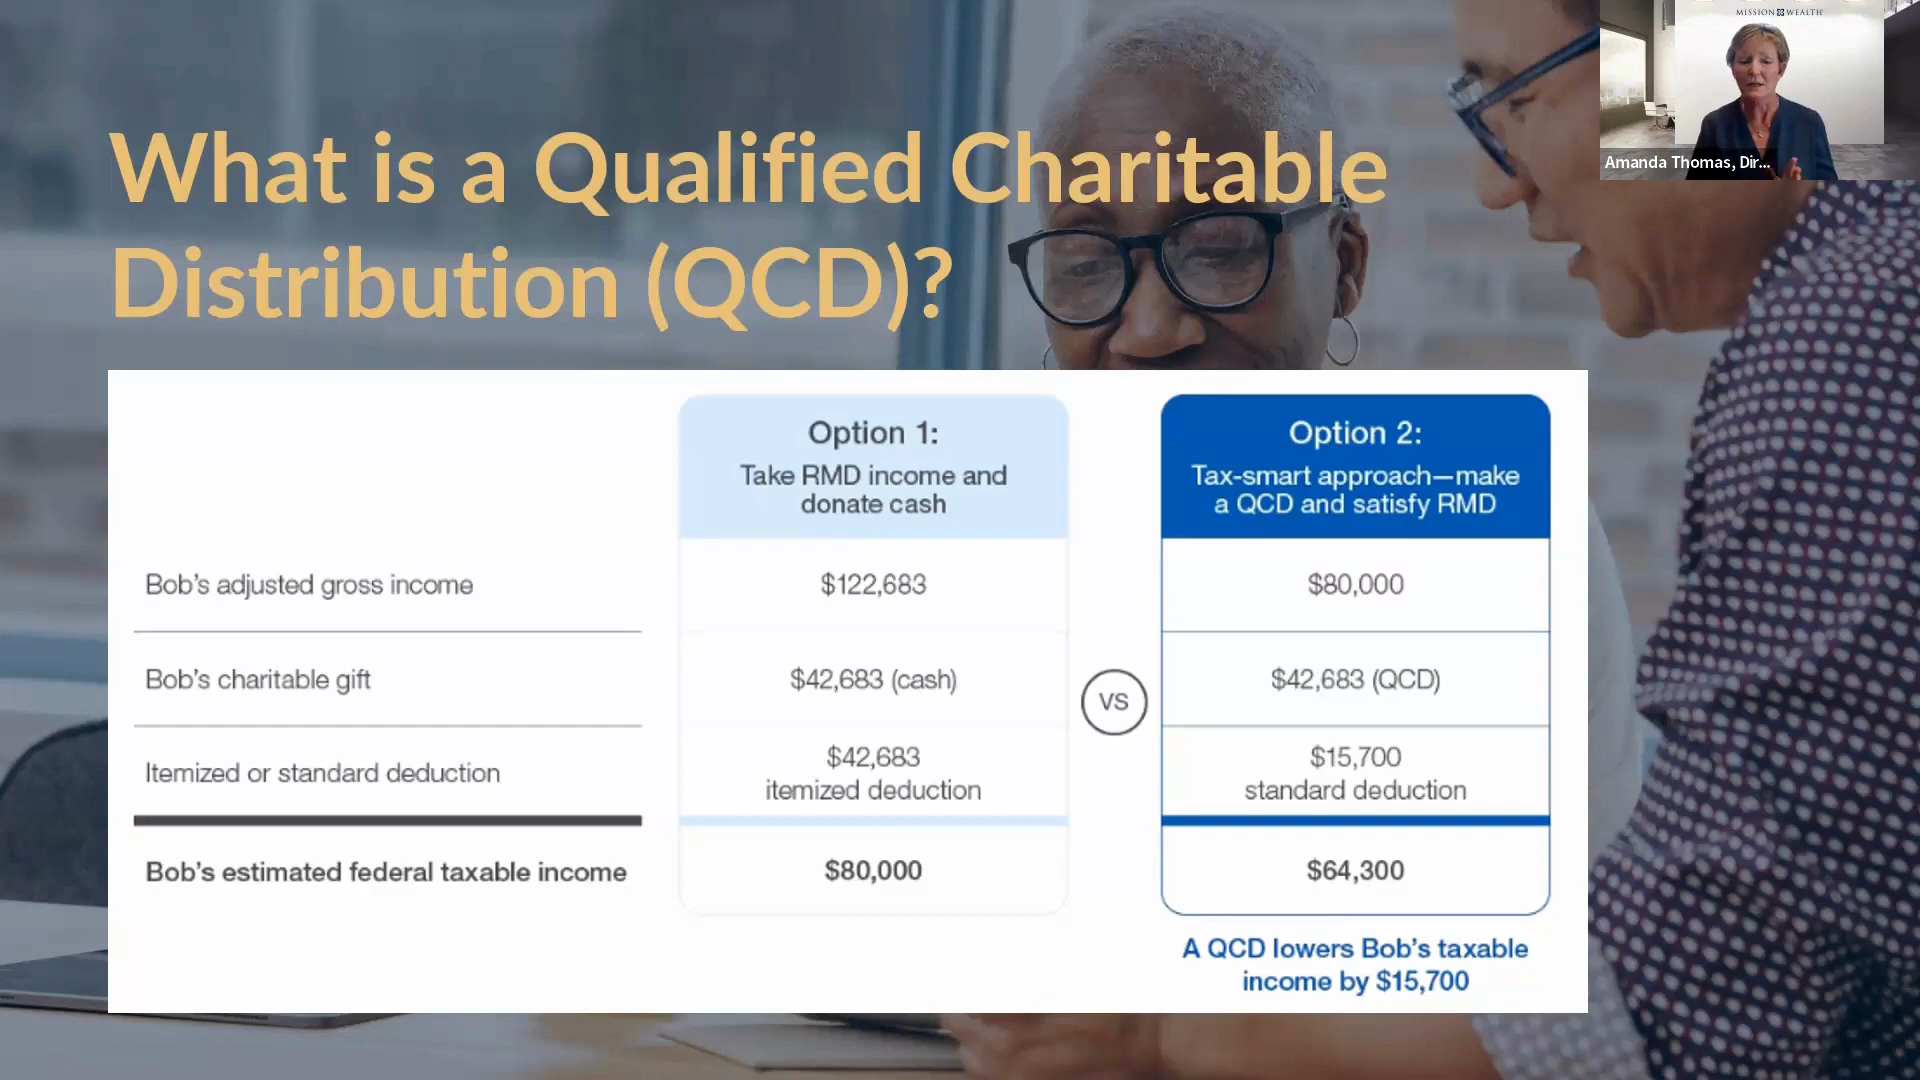 MISSION WEALTH
Amanda Thomas, Dir...
What is a Qualified Charitable
Distribution (QCD)?
Option 1:
Take RMD income and
donate cash
Option 2:
Tax-smart approach—make
a QCD and satisfy RMD
Bob's adjusted gross income
$122,683
$80,000
Bob's charitable gift
$42,683 (cash)
VS
$42,683 (QCD)
Itemized or standard deduction
$42,683
itemized deduction
$15,700
standard deduction
Bob's estimated federal taxable income
$80,000
$64,300
A QCD lowers Bob's taxable
income by $15,700